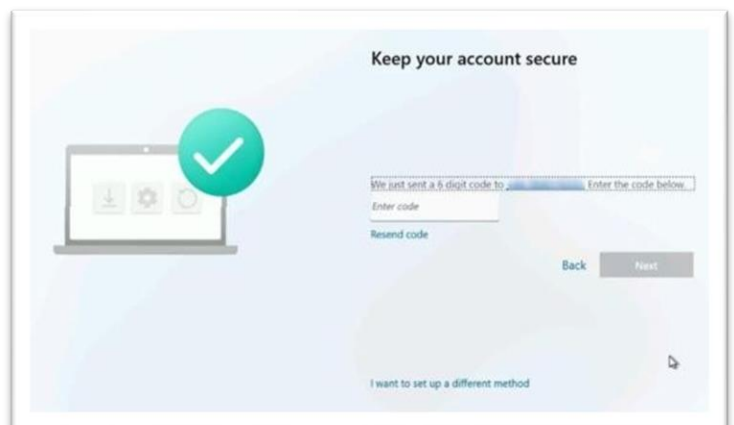 Keep your account secure
We just sent a 6 digit code to Enter the code below.
Enter code
Resend code
Back Next
I want to set up a different method